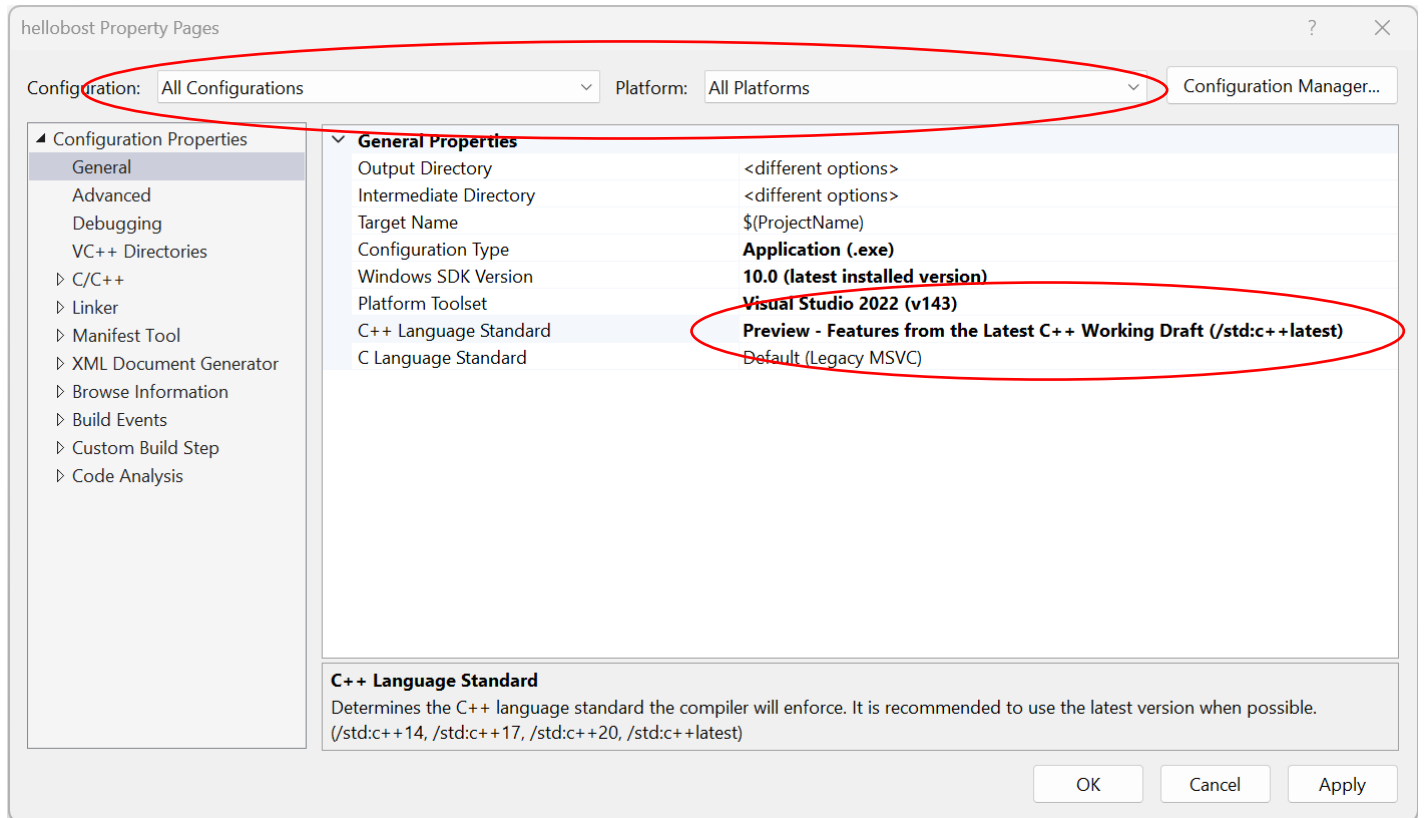 hellobost Property Pages
Configuration: All Configurations Platform: All Platforms Configuration Manager...
Configuration Properties
General
Advanced
Debugging
VC++ Directories
C/C++
Linker
Manifest Tool
XML Document Generator
Browse Information
Build Events
Custom Build Step
Code Analysis
General Properties
Output Directory <different options>
Intermediate Directory <different options>
Target Name $(ProjectName)
Configuration Type Application (.exe)
Windows SDK Version 10.0 (latest installed version)
Platform Toolset Visual Studio 2022 (v143)
C++ Language Standard Preview - Features from the Latest C++ Working Draft (/std:c++latest)
C Language Standard Default (Legacy MSVC)
C++ Language Standard
Determines the C++ language standard the compiler will enforce. It is recommended to use the latest version when possible.
(/std:c++14, /std:c++17, /std:c++20, /std:c++latest)
OK Cancel Apply